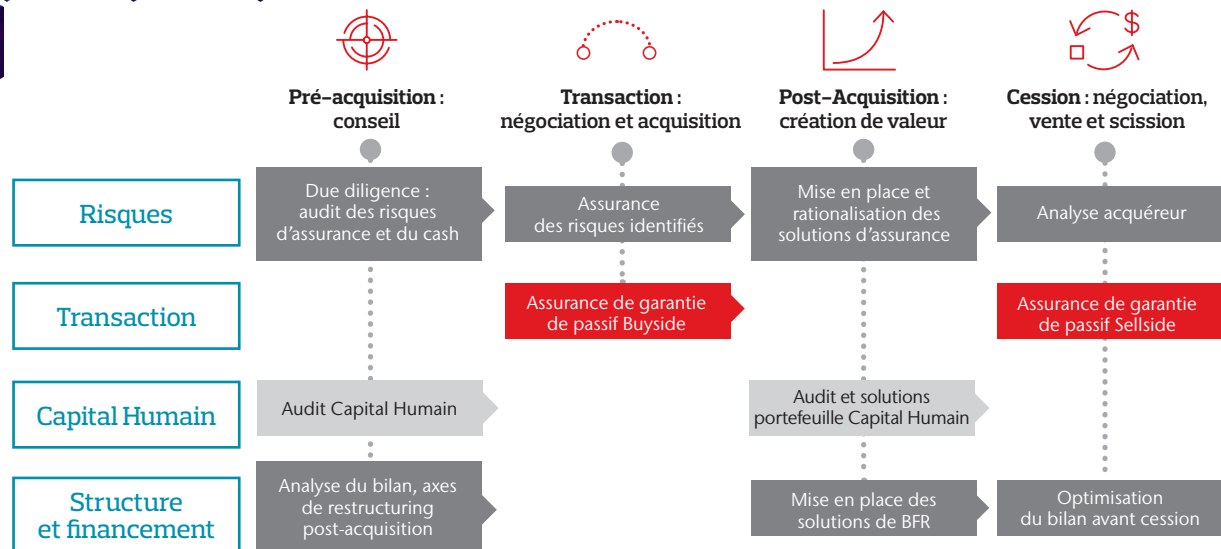 $
Pré-acquisition :
conseil
Transaction :
négociation et acquisition
Post-Acquisition :
création de valeur
Cession : négociation,
vente et scission
Risques
Due diligence :
audit des risques
d'assurance et du cash
Assurance
des risques identifiés
Mise en place et
rationalisation des
solutions d'assurance
Analyse acquéreur
Transaction
Assurance de garantie
de passif Buyside
Assurance de garantie
de passif Sellside
Capital Humain
Audit Capital Humain
Audit et solutions
portefeuille Capital Humain
Structure
et financement
Analyse du bilan, axes
de restructuring
post-acquisition
Mise en place des
solutions de BFR
Optimisation
du bilan avant cession